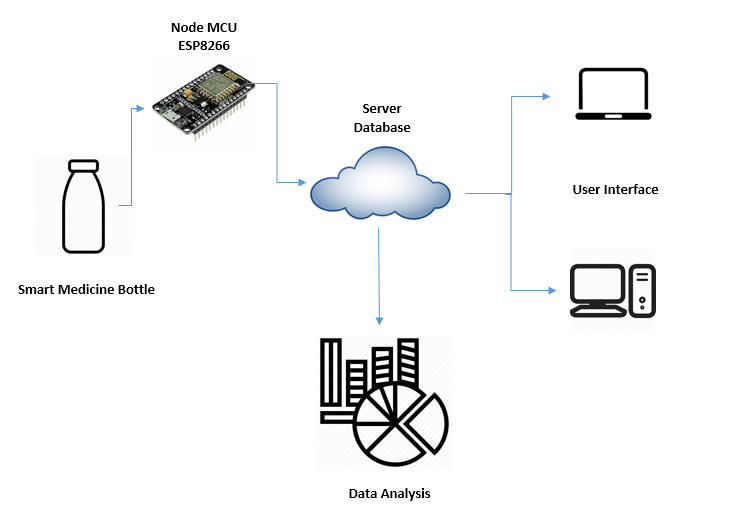 Node MCU
ESP8266
Server
Database
User Interface
Smart Medicine Bottle
Data Analysis